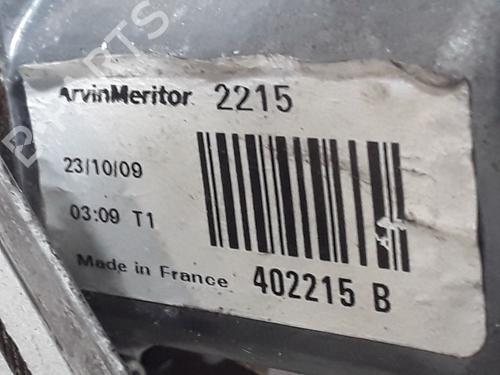 ArvinMeritor 2215
23/10/09
03:09 T1
Made in France 402215 B